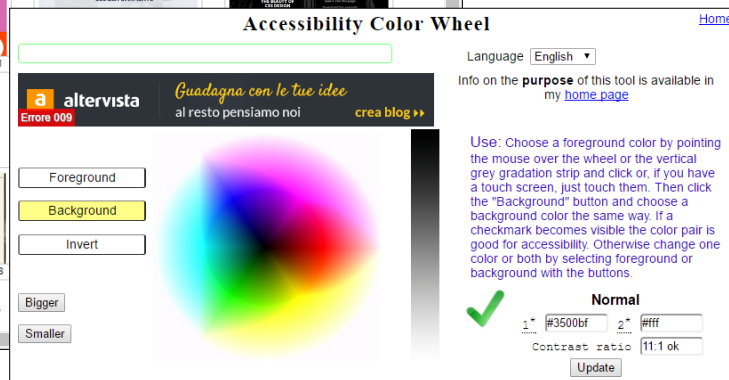 THE BEAUTY OF
CSS DESIGN
Accessibility Color Wheel
Home
Language English
Info on the purpose of this tool is available in
my home page
a altervista
Guadagna con le tue idee
al resto pensiamo noi
crea blog
Errore 009
Foreground
Background
Invert
Bigger
Smaller
Use: Choose a foreground color by pointing
the mouse over the wheel or the vertical
grey gradation strip and click or, if you have
a touch screen, just touch them. Then click
the "Background" button and choose a
background color the same way. If a
checkmark becomes visible the color pair is
good for accessibility. Otherwise change one
color or both by selecting foreground or
background with the buttons.
Normal
1* #3500bf 2* #fff
Contrast ratio 11:1 ok
Update